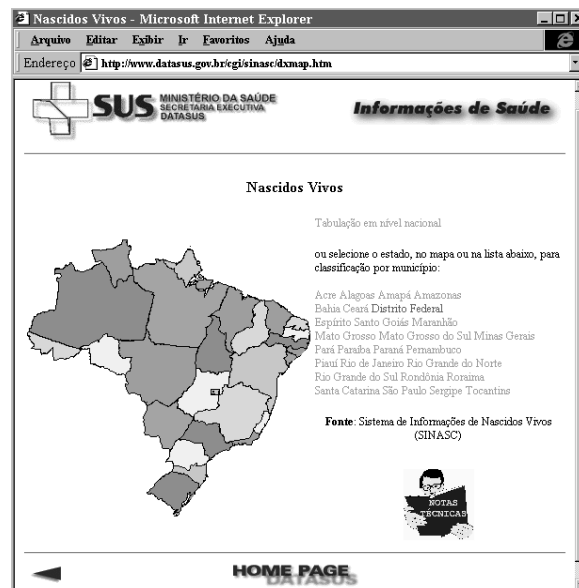 Nascidos Vivos - Microsoft Internet Explorer
Arquivo Editar Exibir Ir Favoritos Ajuda
Endereço http://www.datasus.gov.br/cgi/sinasc/dxmap.htm
SUS MINISTÉRIO DA SAÚDE
SECRETARIA EXECUTIVA
DATASUS
Informações de Saúde
Nascidos Vivos
Tabulação em nível nacional
ou selecione o estado, no mapa ou na lista abaixo, para
classificação por município:
Acre Alagoas Amapá Amazonas
Bahia Ceará Distrito Federal
Espírito Santo Goiás Maranhão
Mato Grosso Mato Grosso do Sul Minas Gerais
Pará Paraíba Paraná Pernambuco
Piauí Rio de Janeiro Rio Grande do Norte
Rio Grande do Sul Rondônia Roraima
Santa Catarina São Paulo Sergipe Tocantins
Fonte: Sistema de Informações de Nascidos Vivos
(SINASC)
NOTAS
TÉCNICAS
HOME PAGE
DATASUS